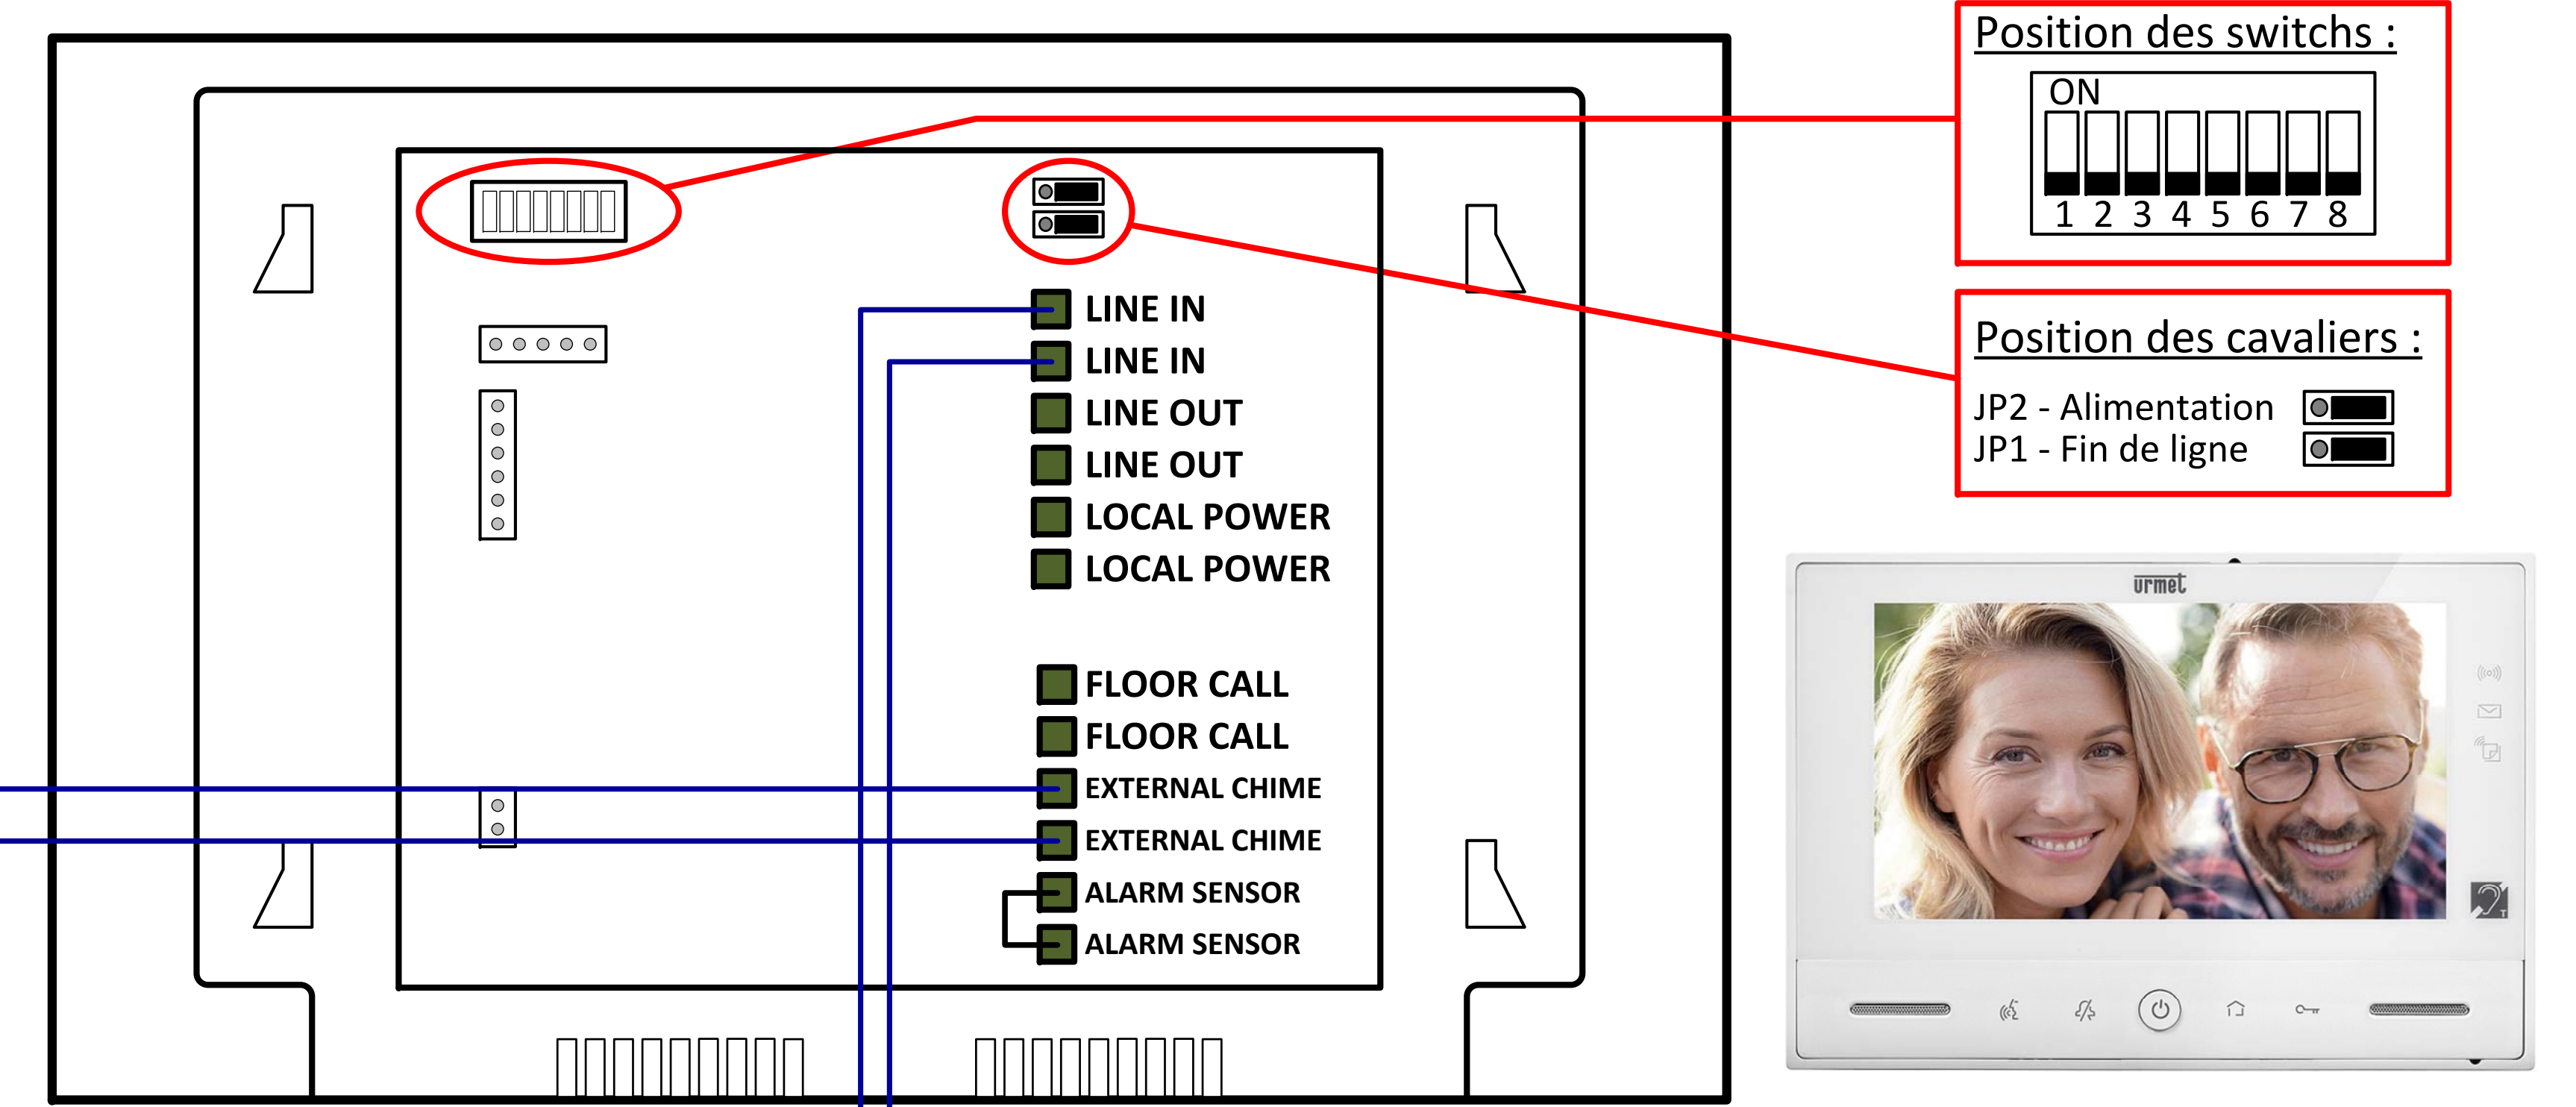 Position des switchs :
ON
1 2 3 4 5 6 7 8
LINE IN
LINE IN
LINE OUT
LINE OUT
LOCAL POWER
LOCAL POWER
FLOOR CALL
FLOOR CALL
EXTERNAL CHIME
EXTERNAL CHIME
ALARM SENSOR
ALARM SENSOR
Position des cavaliers :
JP2 - Alimentation
JP1 - Fin de ligne
urmet
T